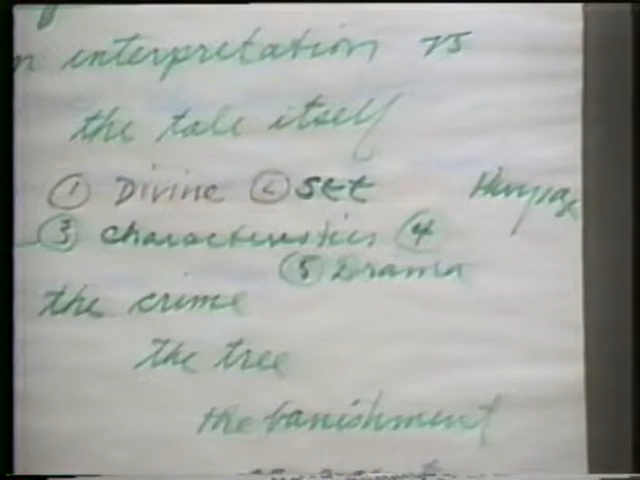 interpretation vs
the tale itself
① Divine ② Set
③ characteristics ④
⑤ Drama
the crime
the tree
the banishment